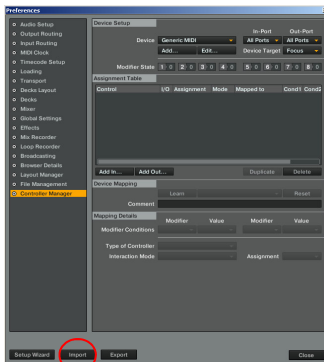 Preferences
Audio Setup
Output Routing
Input Routing
MIDI Clock
Timecode Setup
Loading
Transport
Decks Layout
Decks
Mixer
Global Settings
Effects
Mix Recorder
Loop Recorder
Broadcasting
Browser Details
Layout Manager
File Management
Controller Manager
Device Setup
In-Port Out-Port
Device Generic MIDI All Ports All Ports
Add... Edit... Device Target Focus
Modifier State 1 0 2 0 3 0 4 0 5 0 6 0 7 0 8 0
Assignment Table
Control I/O Assignment Mode Mapped to Cond1 Cond2
Add In... Add Out... Duplicate Delete
Device Mapping
Learn Reset
Comment
Mapping Details
Modifier Value Modifier Value
Modifier Conditions
Type of Controller
Interaction Mode Assignment
Setup Wizard Import Export Close